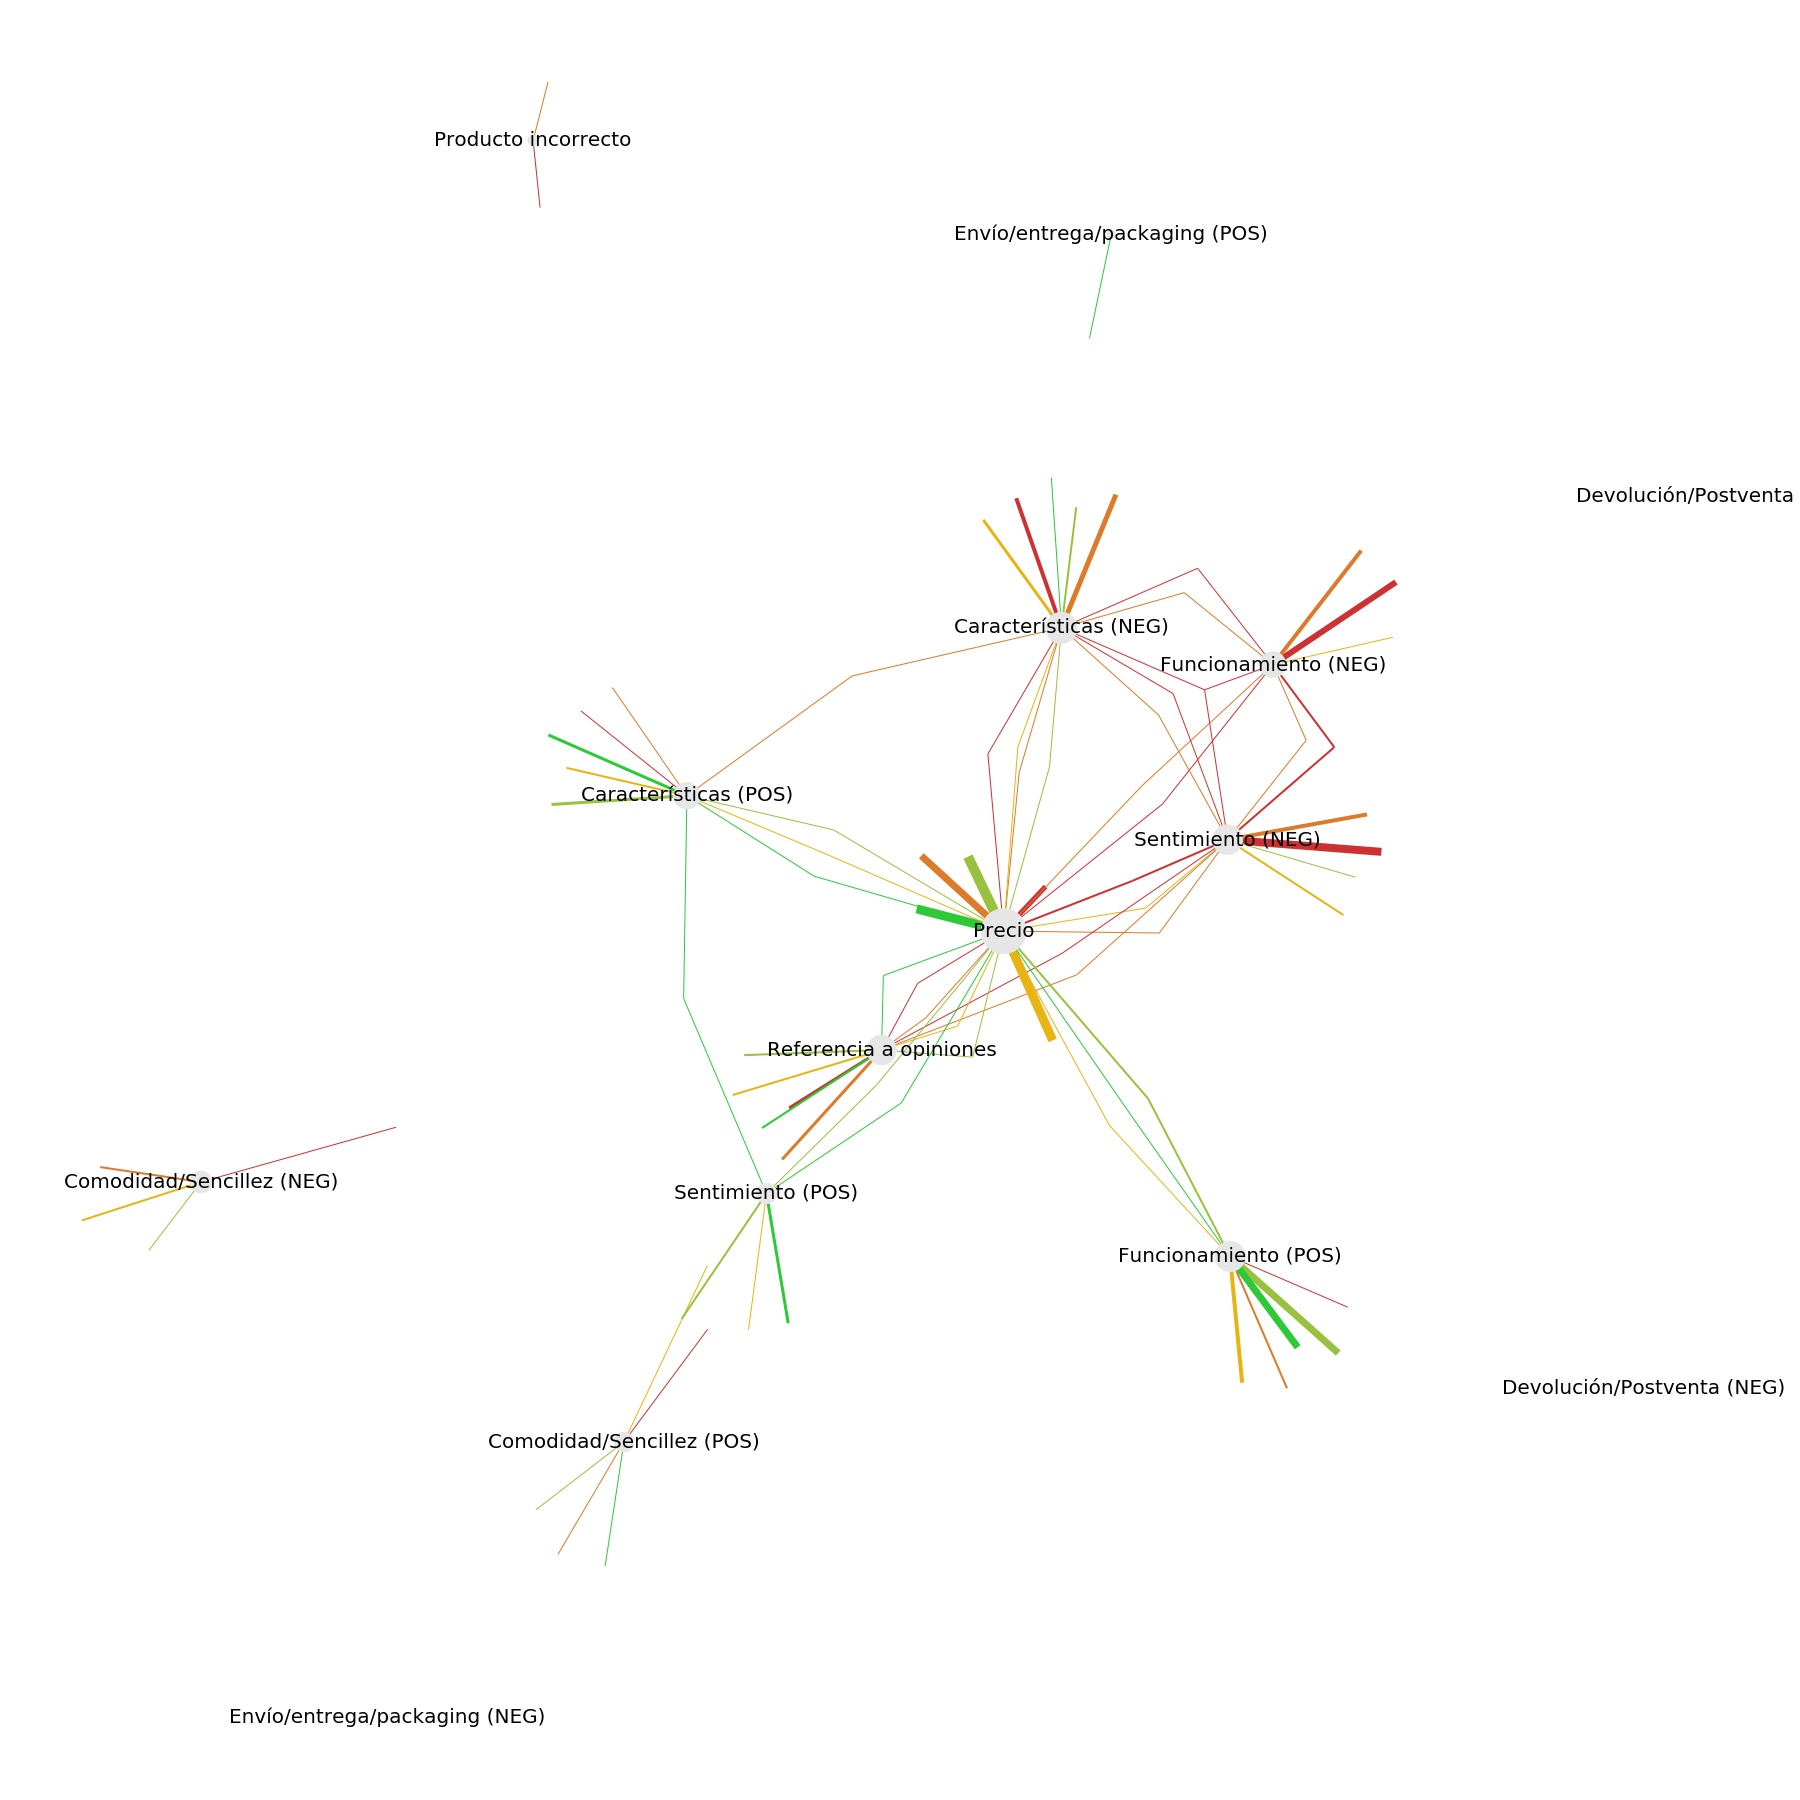 Producto incorrecto
Envío/entrega/packaging (POS)
Devolución/Postventa
Características (NEG)
Funcionamiento (NEG)
Características (POS)
Sentimiento (NEG)
Precio
Referencia a opiniones
Comodidad/Sencillez (NEG)
Sentimiento (POS)
Funcionamiento (POS)
Devolución/Postventa (NEG)
Comodidad/Sencillez (POS)
Envío/entrega/packaging (NEG)